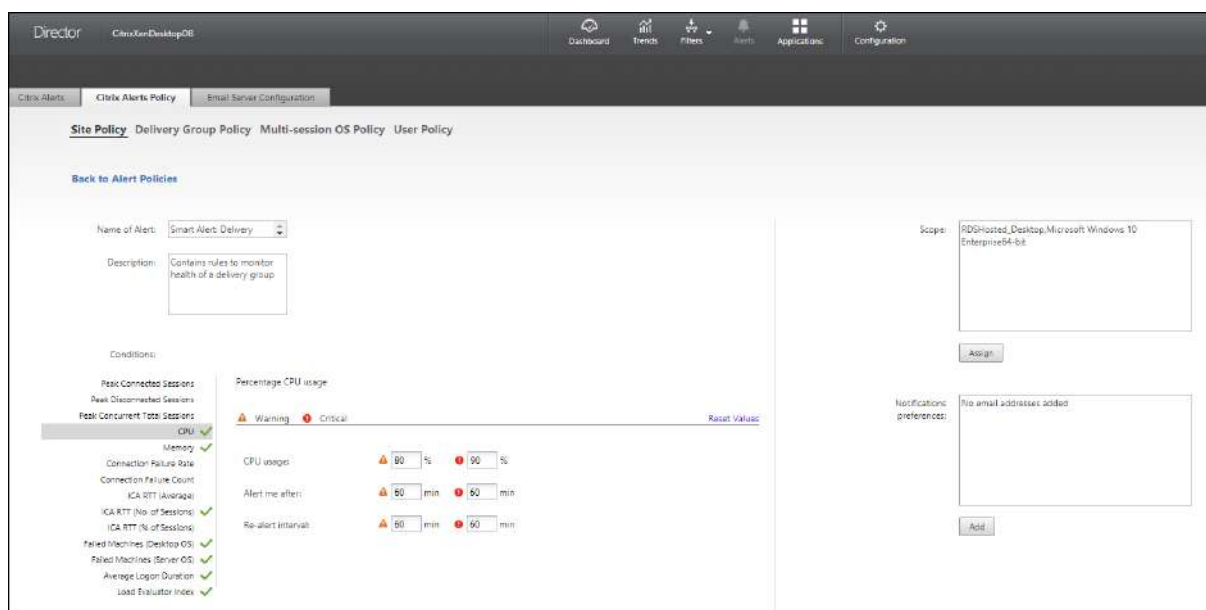 Director CitrixXenDesktopDB
Dashboard Trends Filters Alerts Applications Configuration
Citrix Alerts Citrix Alerts Policy Email Server Configuration
Site Policy Delivery Group Policy Multi-session OS Policy User Policy
Back to Alert Policies
Name of Alert: Smart Alert: Delivery
Description: Contains rules to monitor
health of a delivery group
Conditions:
Peak Connected Sessions
Peak Disconnected Sessions
Peak Concurrent Total Sessions
CPU
Memory
Connection Failure Rate
Connection Failure Count
ICA RTT (Average)
ICA RTT (No. of Sessions)
ICA RTT (% of Sessions)
Failed Machines (Desktop OS)
Failed Machines (Server OS)
Average Logon Duration
Load Evaluator Index
Percentage CPU usage
Warning Critical Reset Values
CPU usage: 80 % 90 %
Alert me after: 60 min 60 min
Re-alert interval: 60 min 60 min
Scope: RDSHosted_Desktop,Microsoft Windows 10
Enterprise64-bit
Assign
Notifications
preferences:
No email addresses added
Add